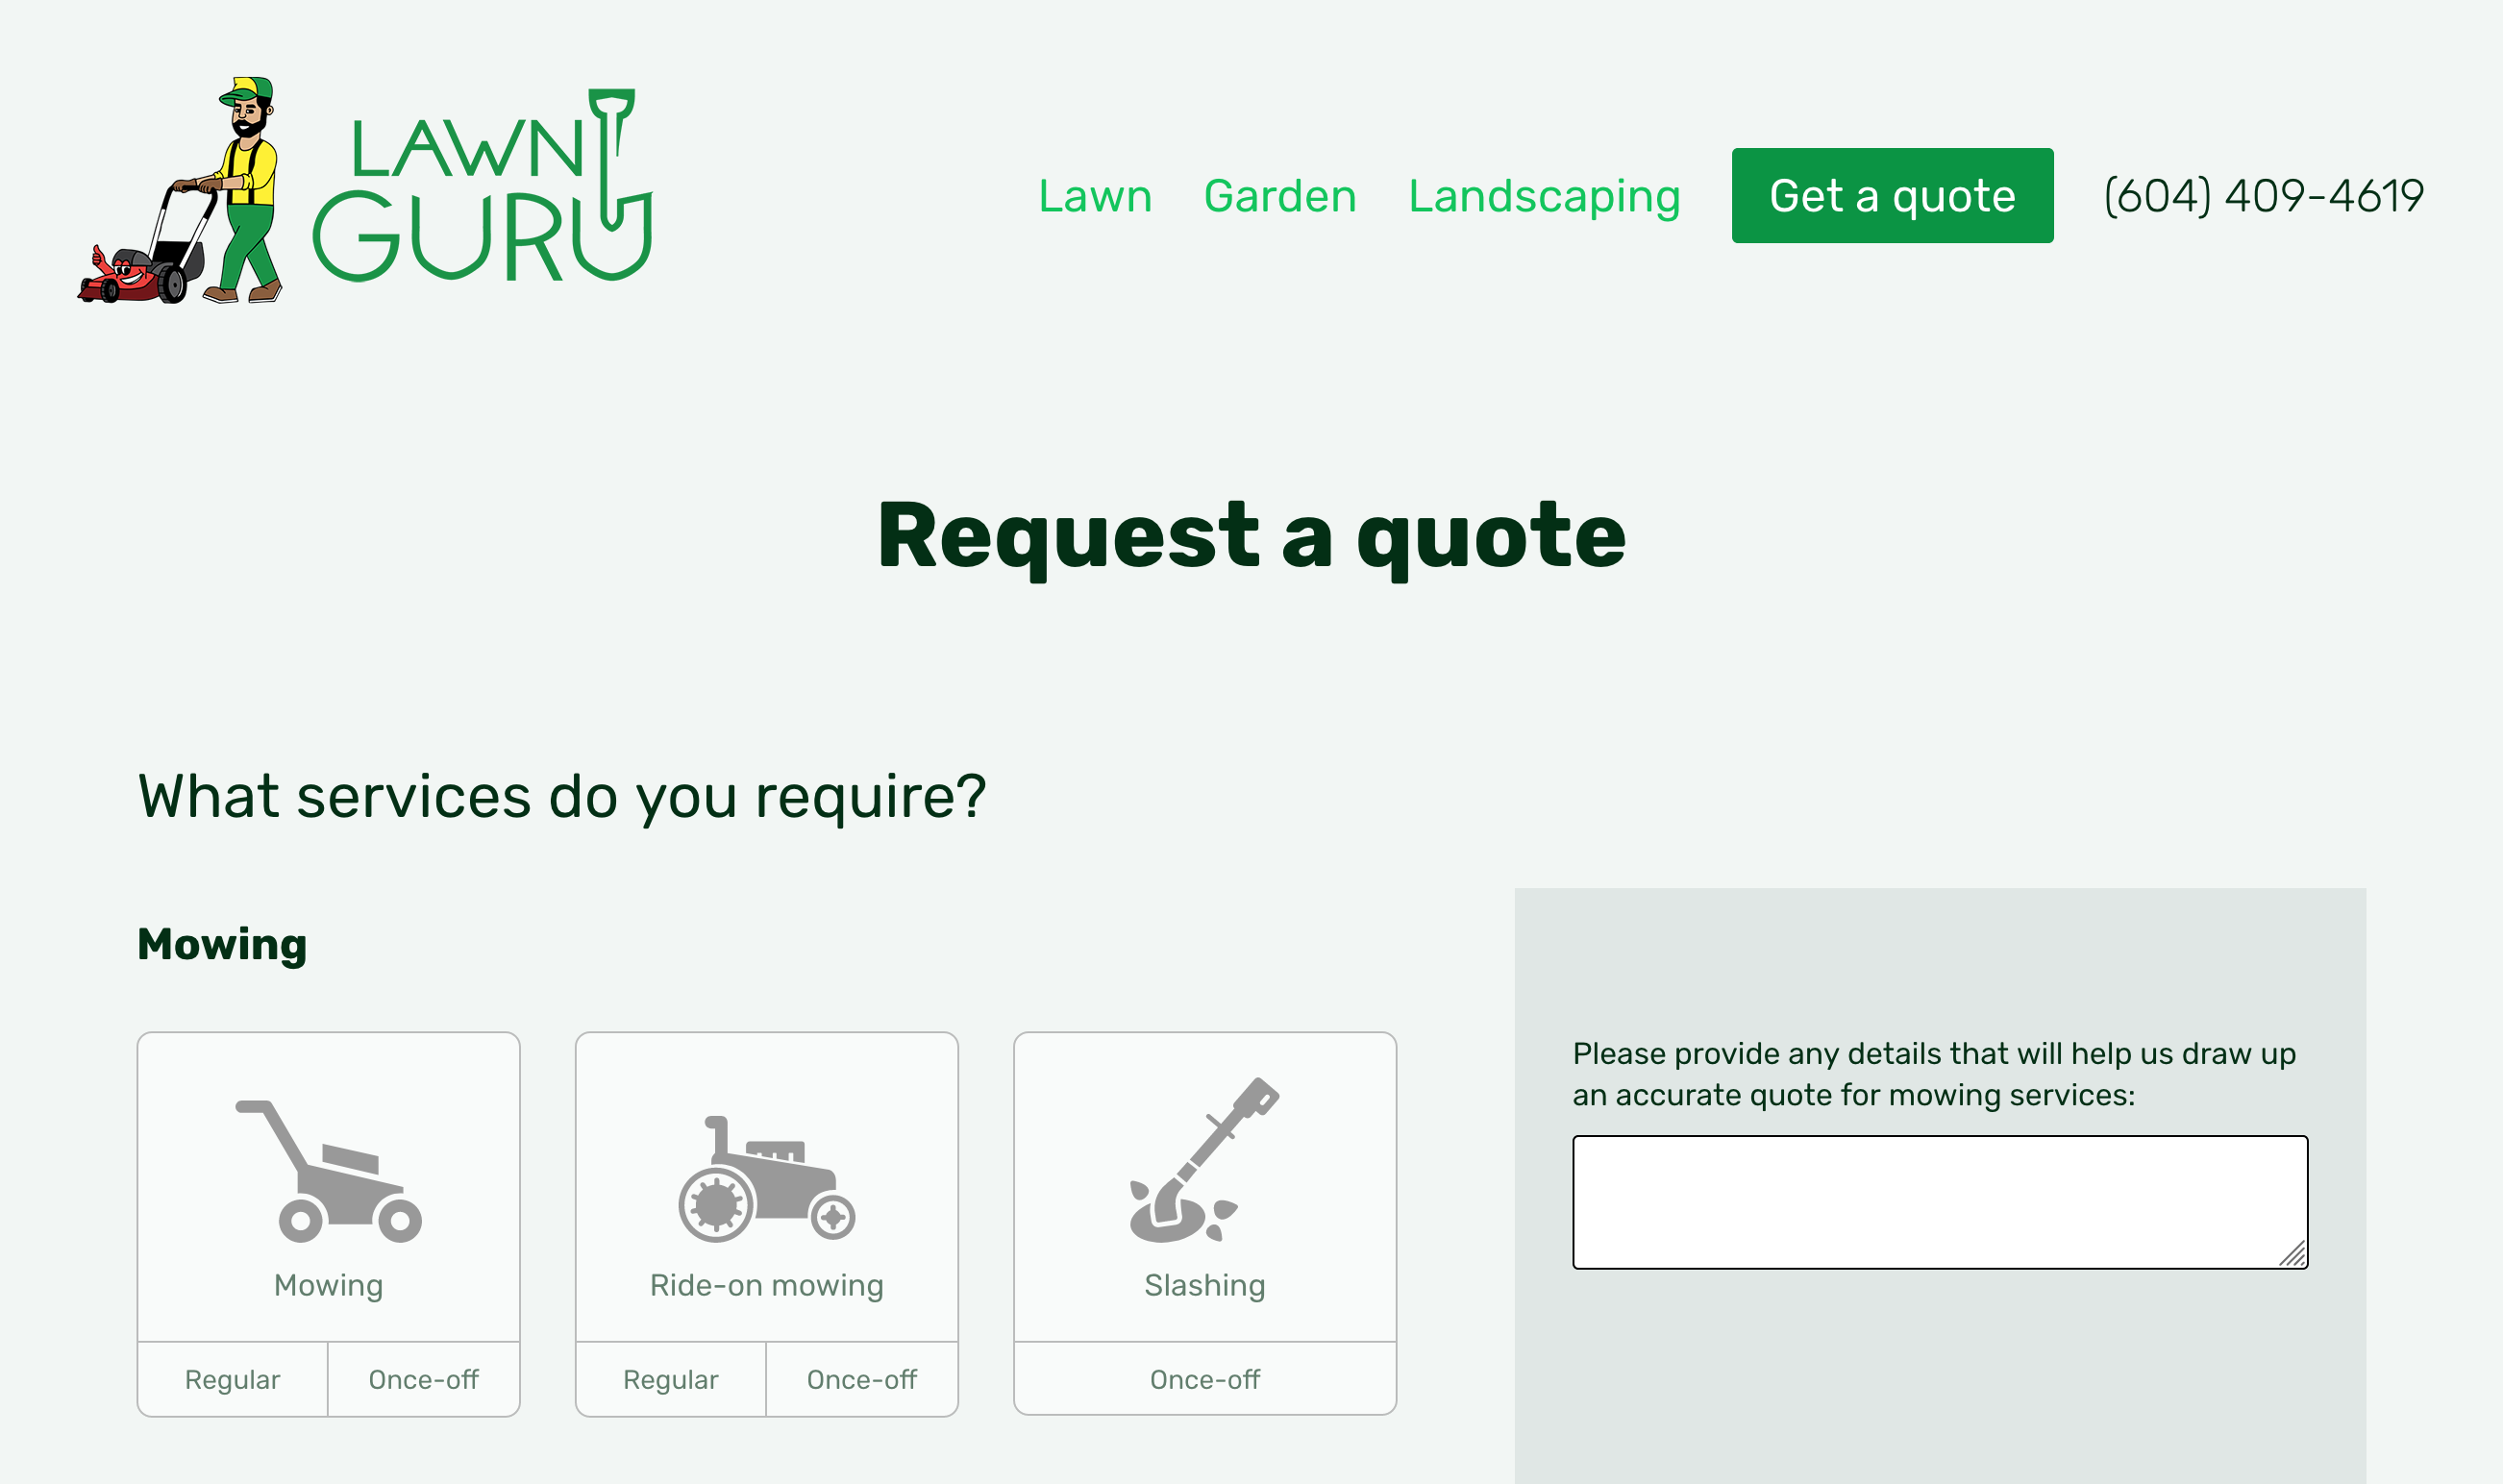 LAWN
GURU
Lawn
Garden
Landscaping
Get a quote
(604) 409-4619
Request a quote
What services do you require?
Mowing
Mowing
Regular
Once-off
Ride-on mowing
Regular
Once-off
Slashing
Once-off
Please provide any details that will help us draw up
an accurate quote for mowing services: